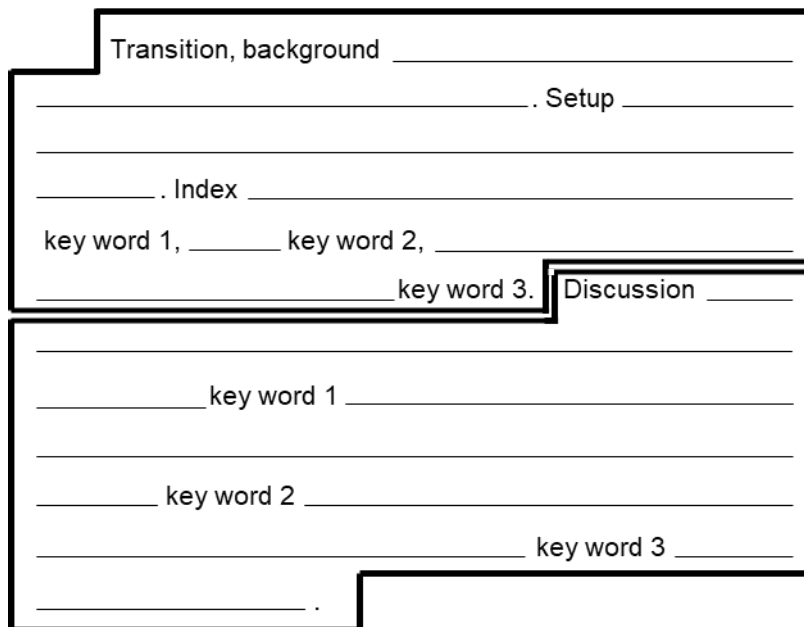 Transition, background
. Setup
. Index
key word 1, key word 2,
key word 3. Discussion
key word 1
key word 2
key word 3
.